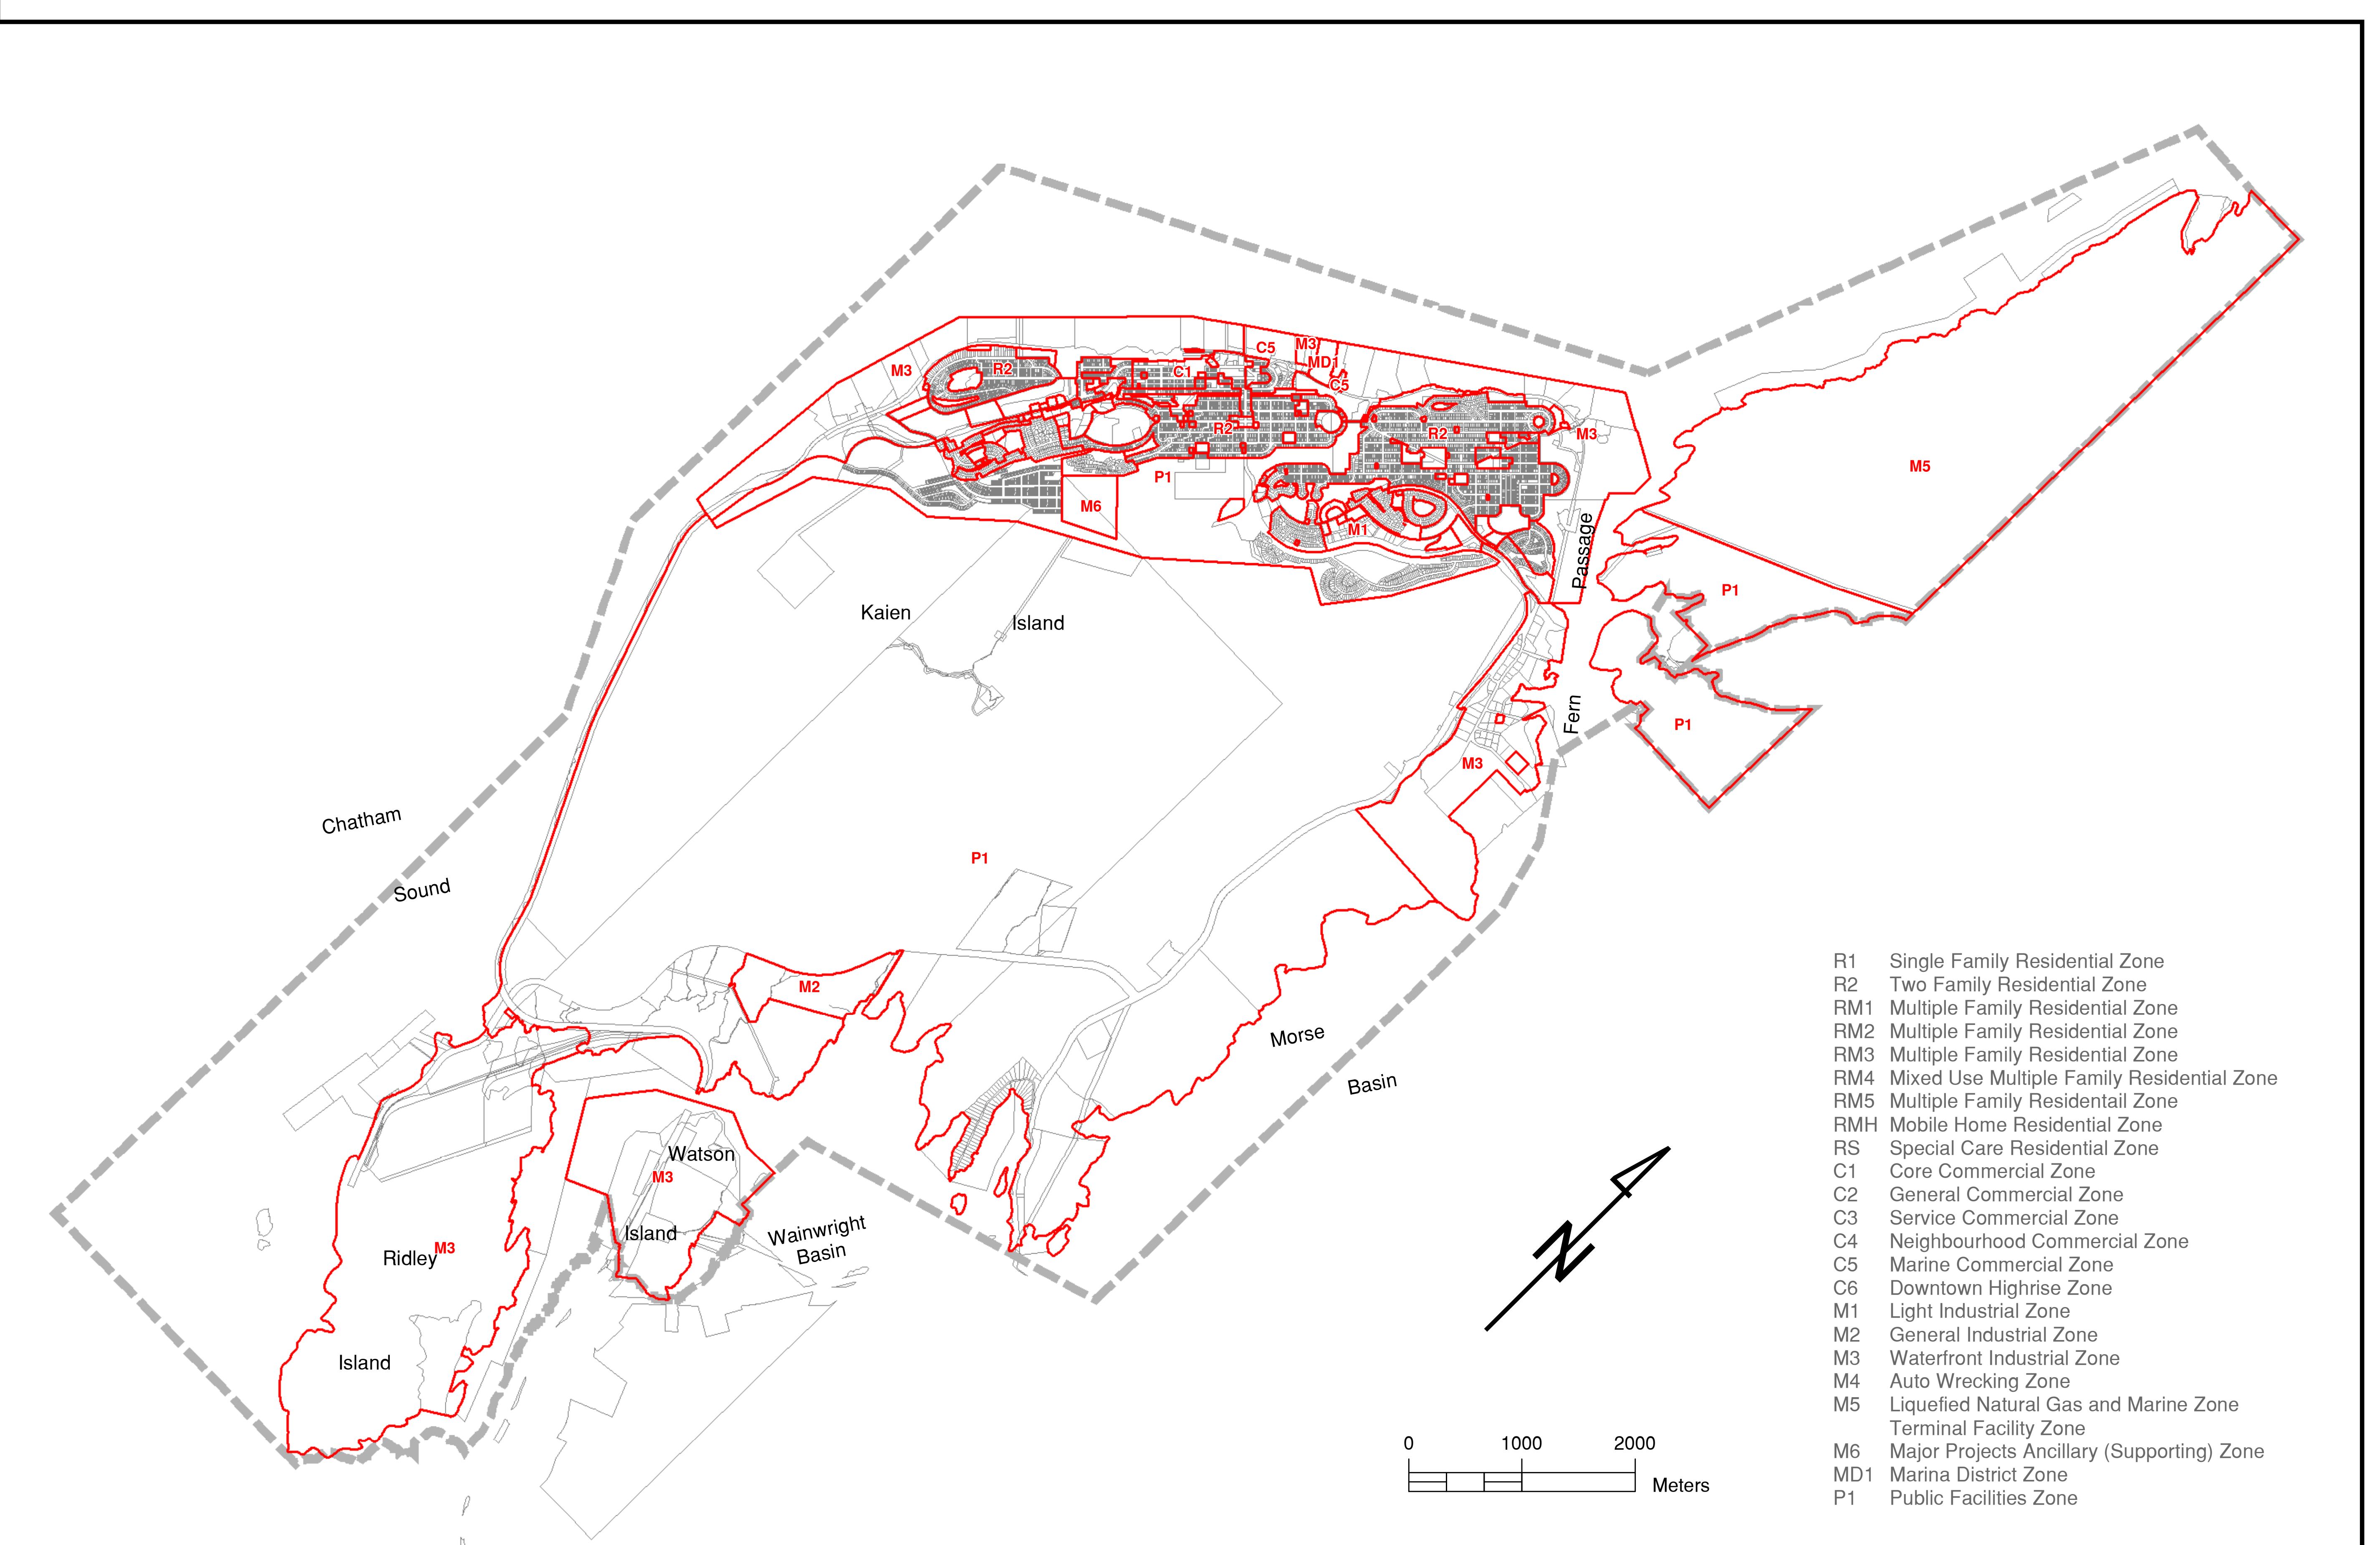 C5
M3
MD1
M3
R2
C1
C5
R2
R2
M3
P1
M5
M6
M1
Passage
P1
Kaien
Island
Fern
P1
M3
Chatham
P1
Sound
R1 Single Family Residential Zone
M2
R2 Two Family Residential Zone
RM1 Multiple Family Residential Zone
RM2 Multiple Family Residential Zone
Morse
RM3 Multiple Family Residential Zone
RM4 Mixed Use Multiple Family Residential Zone
Basin
RM5 Multiple Family Residentail Zone
RMH Mobile Home Residential Zone
Watson
RS Special Care Residential Zone
M3
C1 Core Commercial Zone
C2 General Commercial Zone
C3 Service Commercial Zone
Island
Wainwright
Basin
C4 Neighbourhood Commercial Zone
Ridley
M3
N
C5 Marine Commercial Zone
C6 Downtown Highrise Zone
M1 Light Industrial Zone
M2 General Industrial Zone
Island
M3 Waterfront Industrial Zone
M4 Auto Wrecking Zone
M5 Liquefied Natural Gas and Marine Zone
Terminal Facility Zone
0 1000 2000
M6 Major Projects Ancillary (Supporting) Zone
MD1 Marina District Zone
Meters
P1 Public Facilities Zone